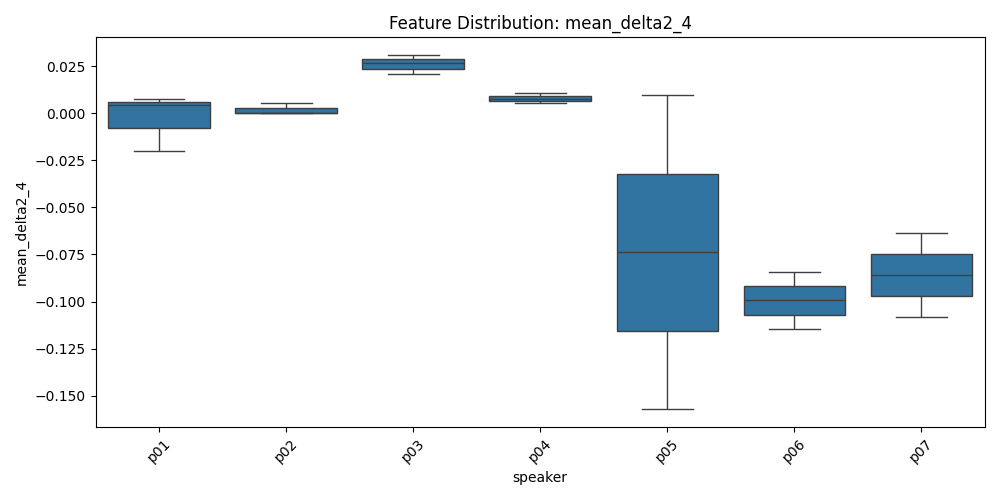 Feature Distribution: mean_delta2_4
0.025
0.000
−0.025
−0.050
−0.075
−0.100
−0.125
−0.150
mean_delta2_4
p01
p02
p03
p04
p05
p06
p07
speaker